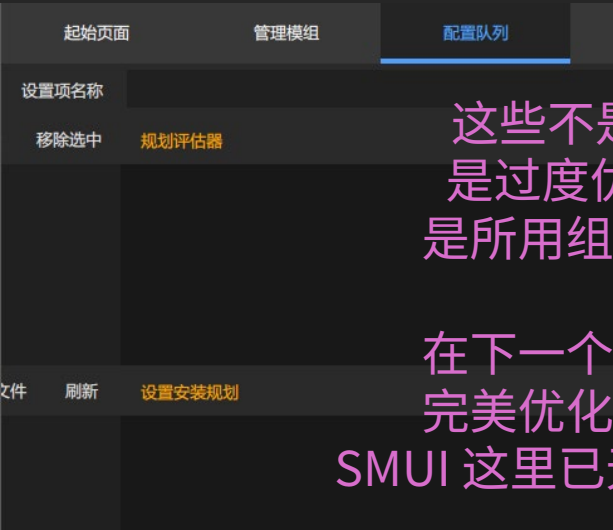 起始页面 管理模组 配置队列
设置项名称
移除选中 规划评估器
这些不是
是过度优
是所用组
在下一个
文件 刷新 设置安装规划
完美优化
SMUI 这里已